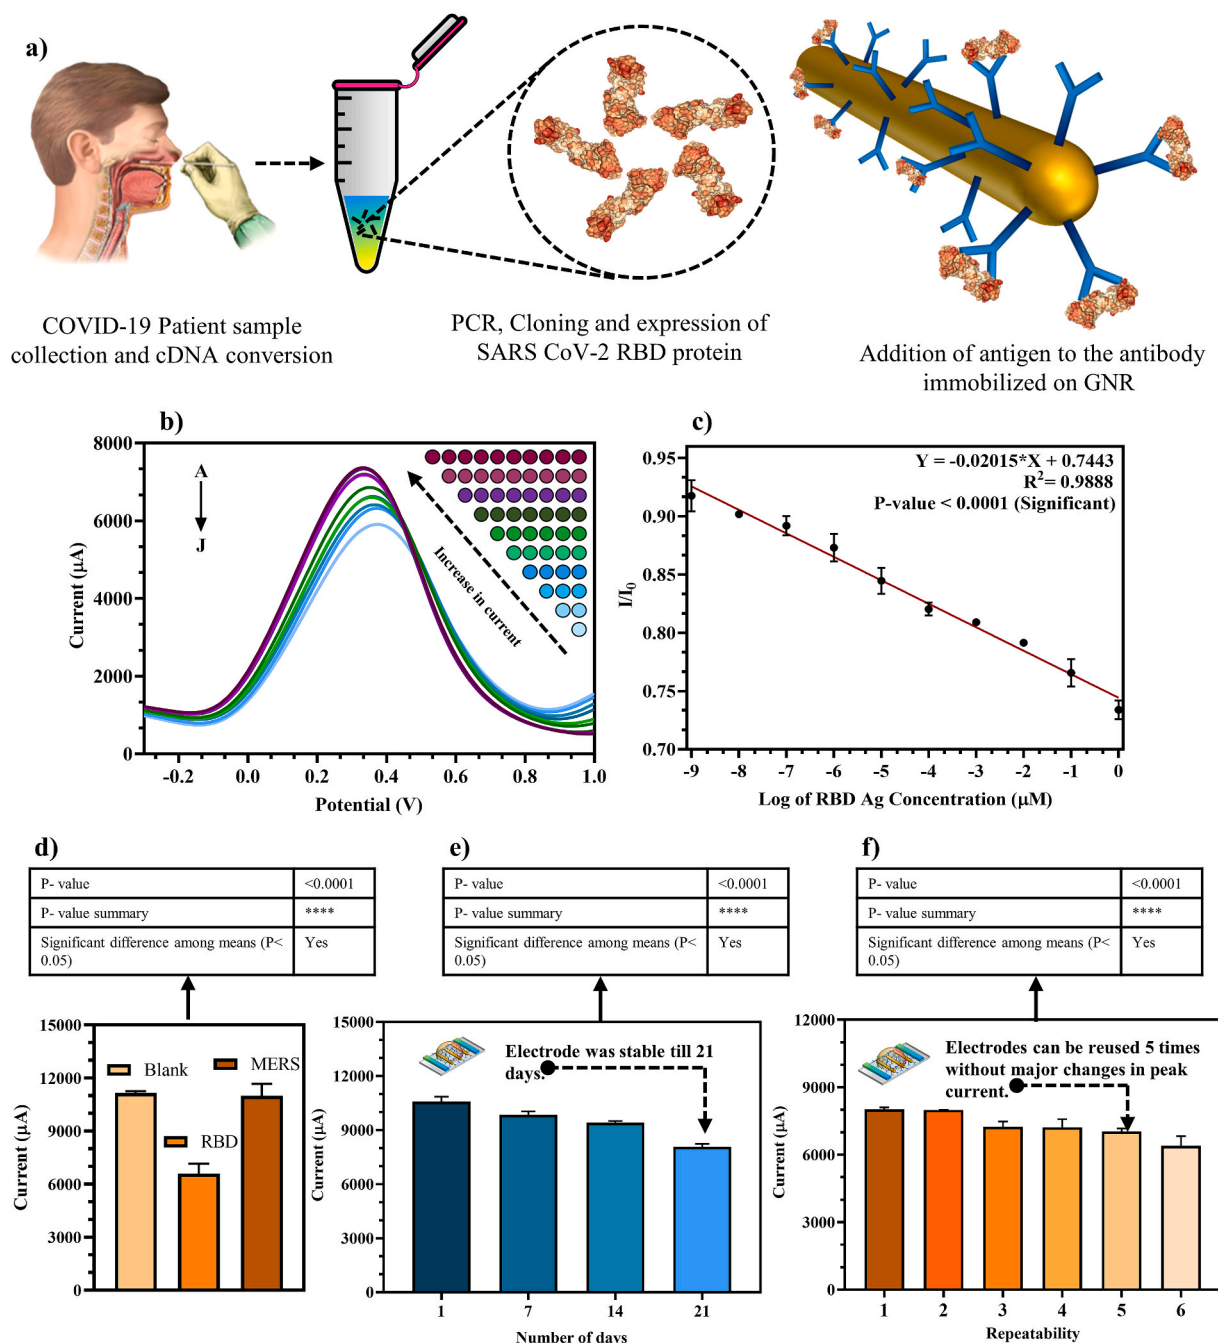 a)
COVID-19 Patient sample
collection and cDNA conversion
PCR, Cloning and expression of
SARS CoV-2 RBD protein
Addition of antigen to the antibody
immobilized on GNR
b)
8000
6000
4000
2000
0
Current (μA)
A
J
Increase in current
-0.2
0.0
0.2
0.4
0.6
0.8
1.0
Potential (V)
c)
0.95
0.90
0.85
0.80
0.75
0.70
I/I0
Y = -0.02015*X + 0.7443
R²= 0.9888
P-value < 0.0001 (Significant)
-9
-8
-7
-6
-5
-4
-3
-2
-1
0
Log of RBD Ag Concentration (μM)
d)
P- value <0.0001
P- value summary ****
Significant difference among means (P< Yes
0.05)
15000
12000
9000
6000
3000
0
Current (μA)
Blank
RBD
MERS
e)
P- value <0.0001
P- value summary ****
Significant difference among means (P< Yes
0.05)
15000
12000
9000
6000
3000
0
Current (μA)
Electrode was stable till 21
days.
1
7
14
21
Number of days
f)
P- value <0.0001
P- value summary ****
Significant difference among means (P< Yes
0.05)
12000
9000
6000
3000
0
Current (μA)
Electrodes can be reused 5 times
without major changes in peak
current.
1
2
3
4
5
6
Repeatability